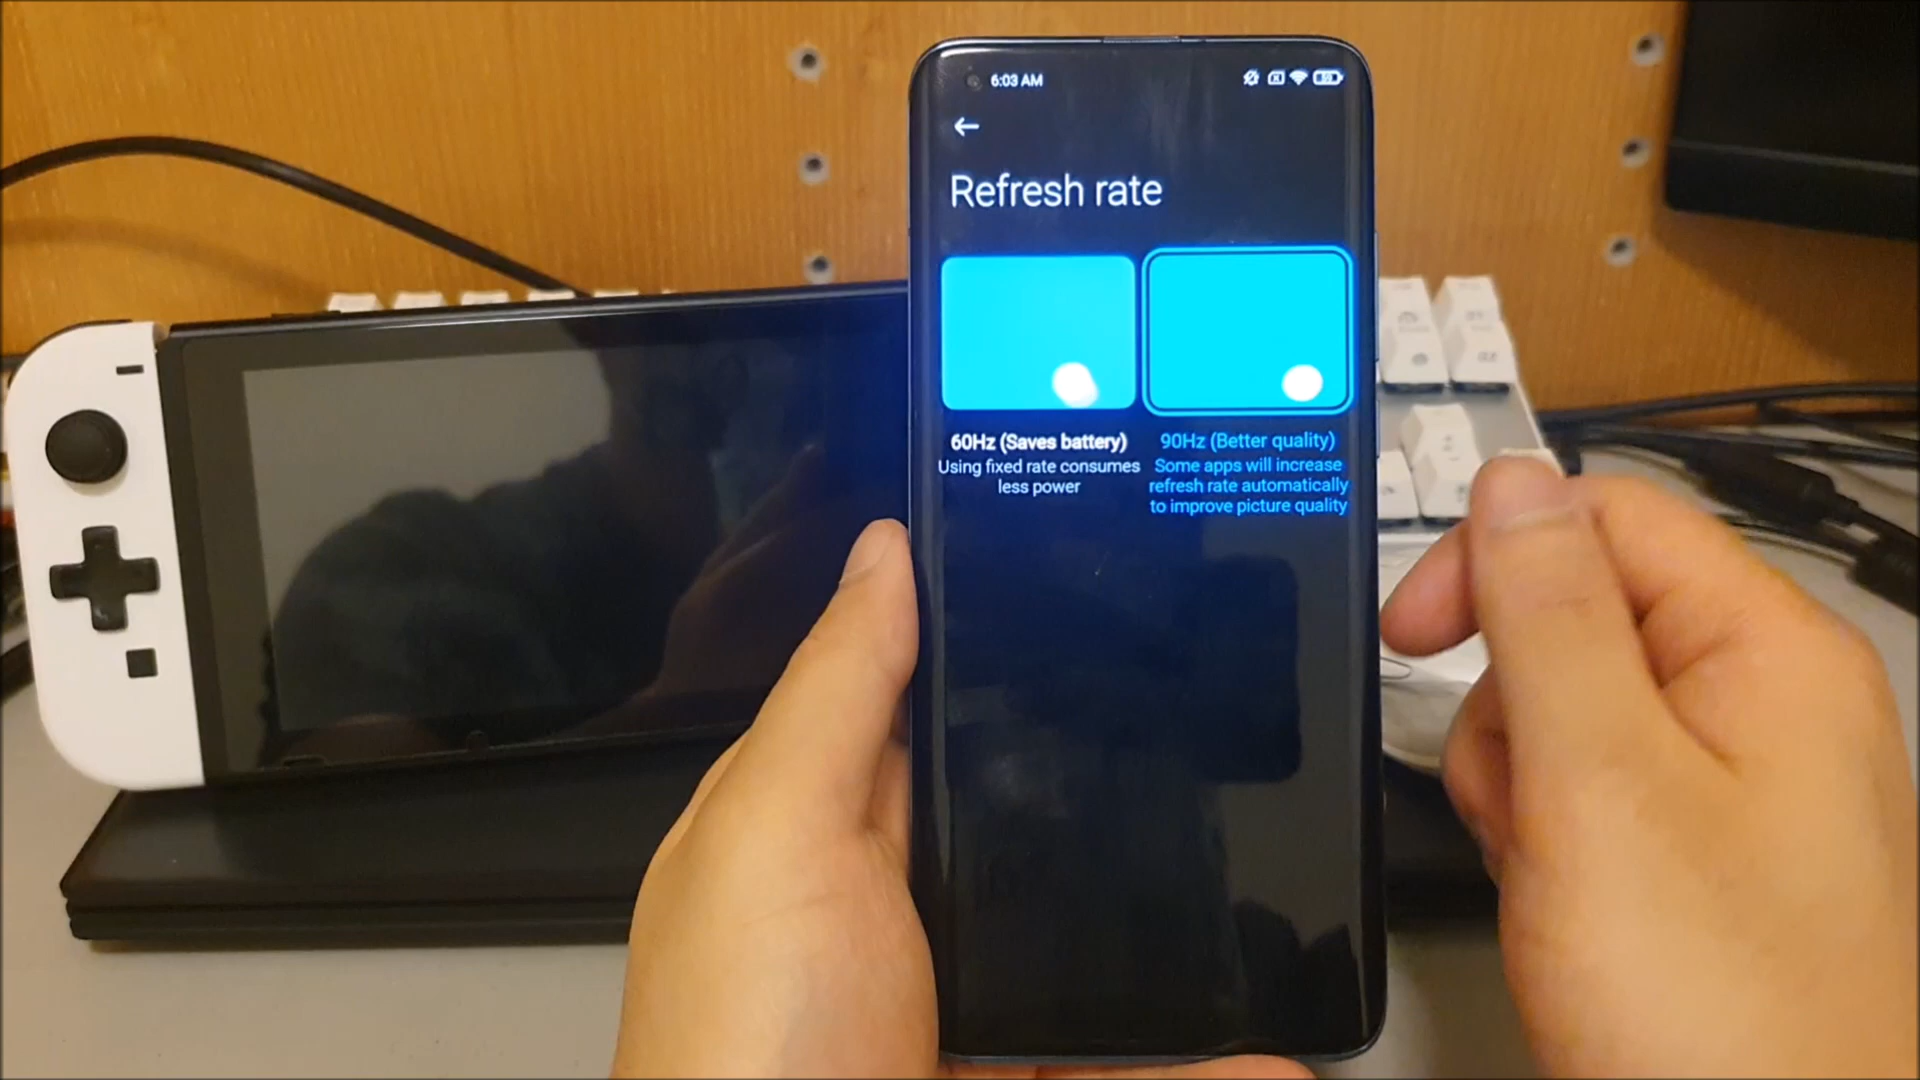 6:03 AM
Refresh rate
60Hz (Saves battery)
Using fixed rate consumes
less power
90Hz (Better quality)
Some apps will increase
refresh rate automatically
to improve picture quality